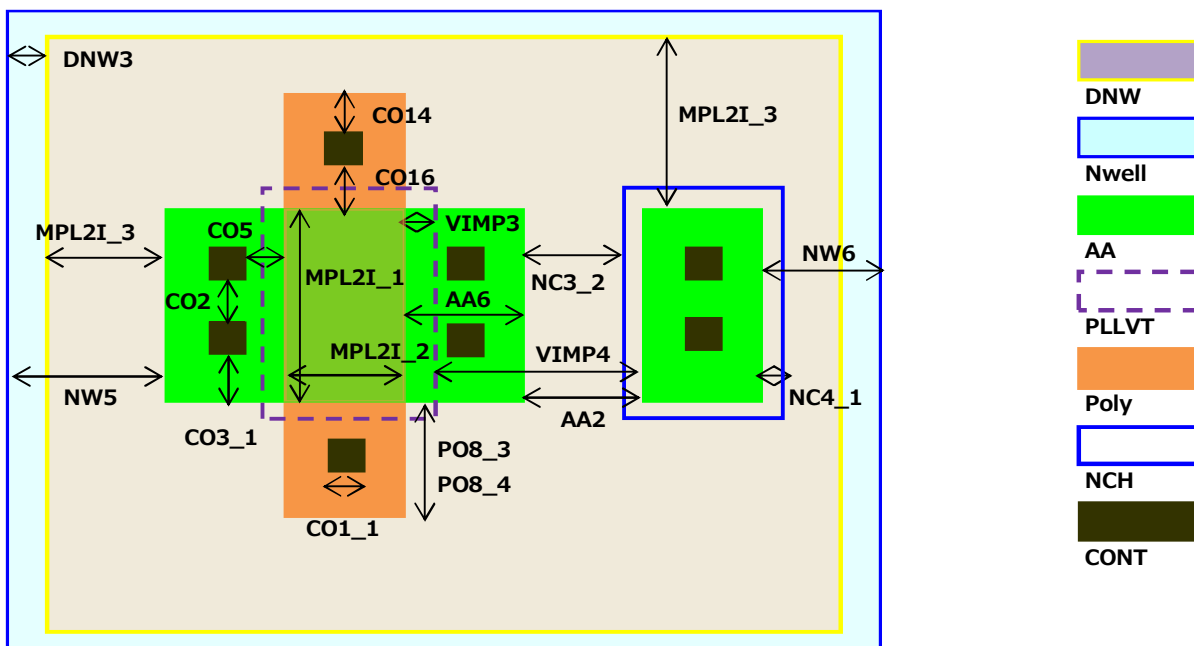 DNW3
CO14
MPL2I_3
DNW
CO16
Nwell
MPL2I_3
CO5
VIMP3
MPL2I_1
NC3_2
NW6
AA
CO2
AA6
PLLVT
MPL2I_2
VIMP4
NW5
NC4_1
Poly
CO3_1
AA2
PO8_3
PO8_4
NCH
CO1_1
CONT